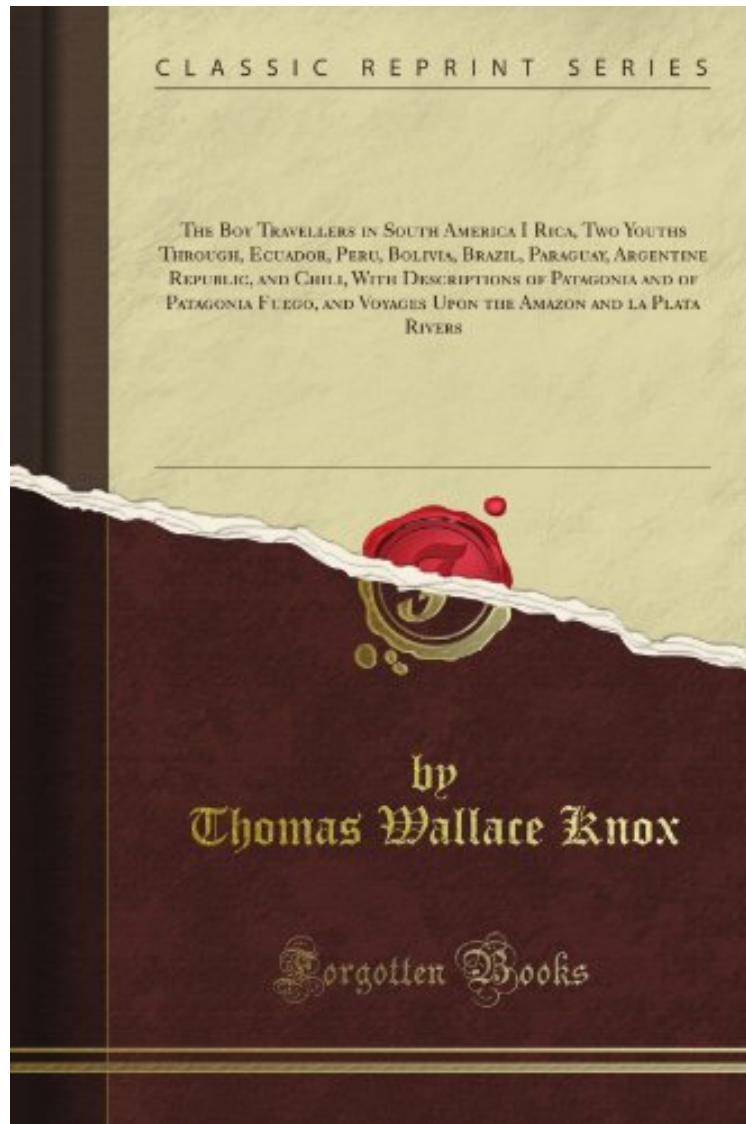 CLASSIC REPRINT SERIES
The Boy Travellers in South America I Rica, Two Youths
Through, Ecuador, Peru, Bolivia, Brazil, Paraguay, Argentine
Republic, and Chili, With Descriptions of Patagonia and of
Patagonia Fuego, and Voyages Upon the Amazon and la Plata
Rivers
by
Thomas Wallace Knox
Forgotten Books